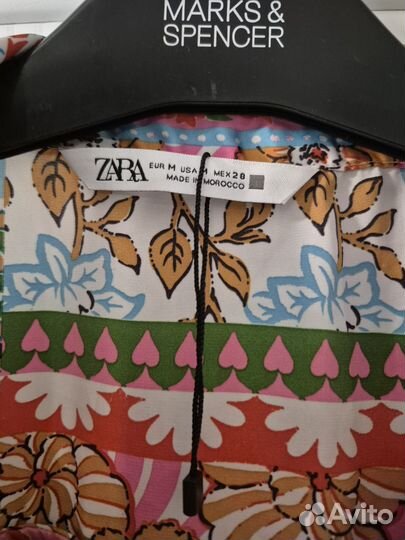 MARKS &
SPENCER
ZARA
EUR M USA M MEX 28
MADE IN MOROCCO
Avito